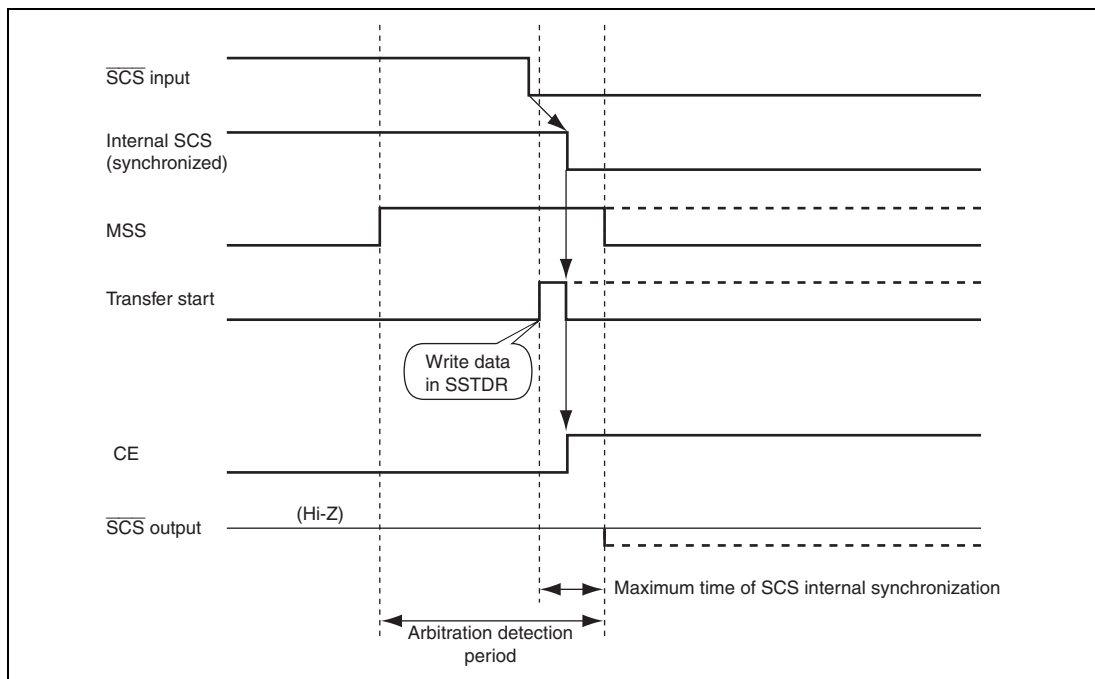 SCS input
Internal SCS
(synchronized)
MSS
Transfer start
Write data
in SSTDR
CE
(Hi-Z)
SCS output
Maximum time of SCS internal synchronization
Arbitration detection
period